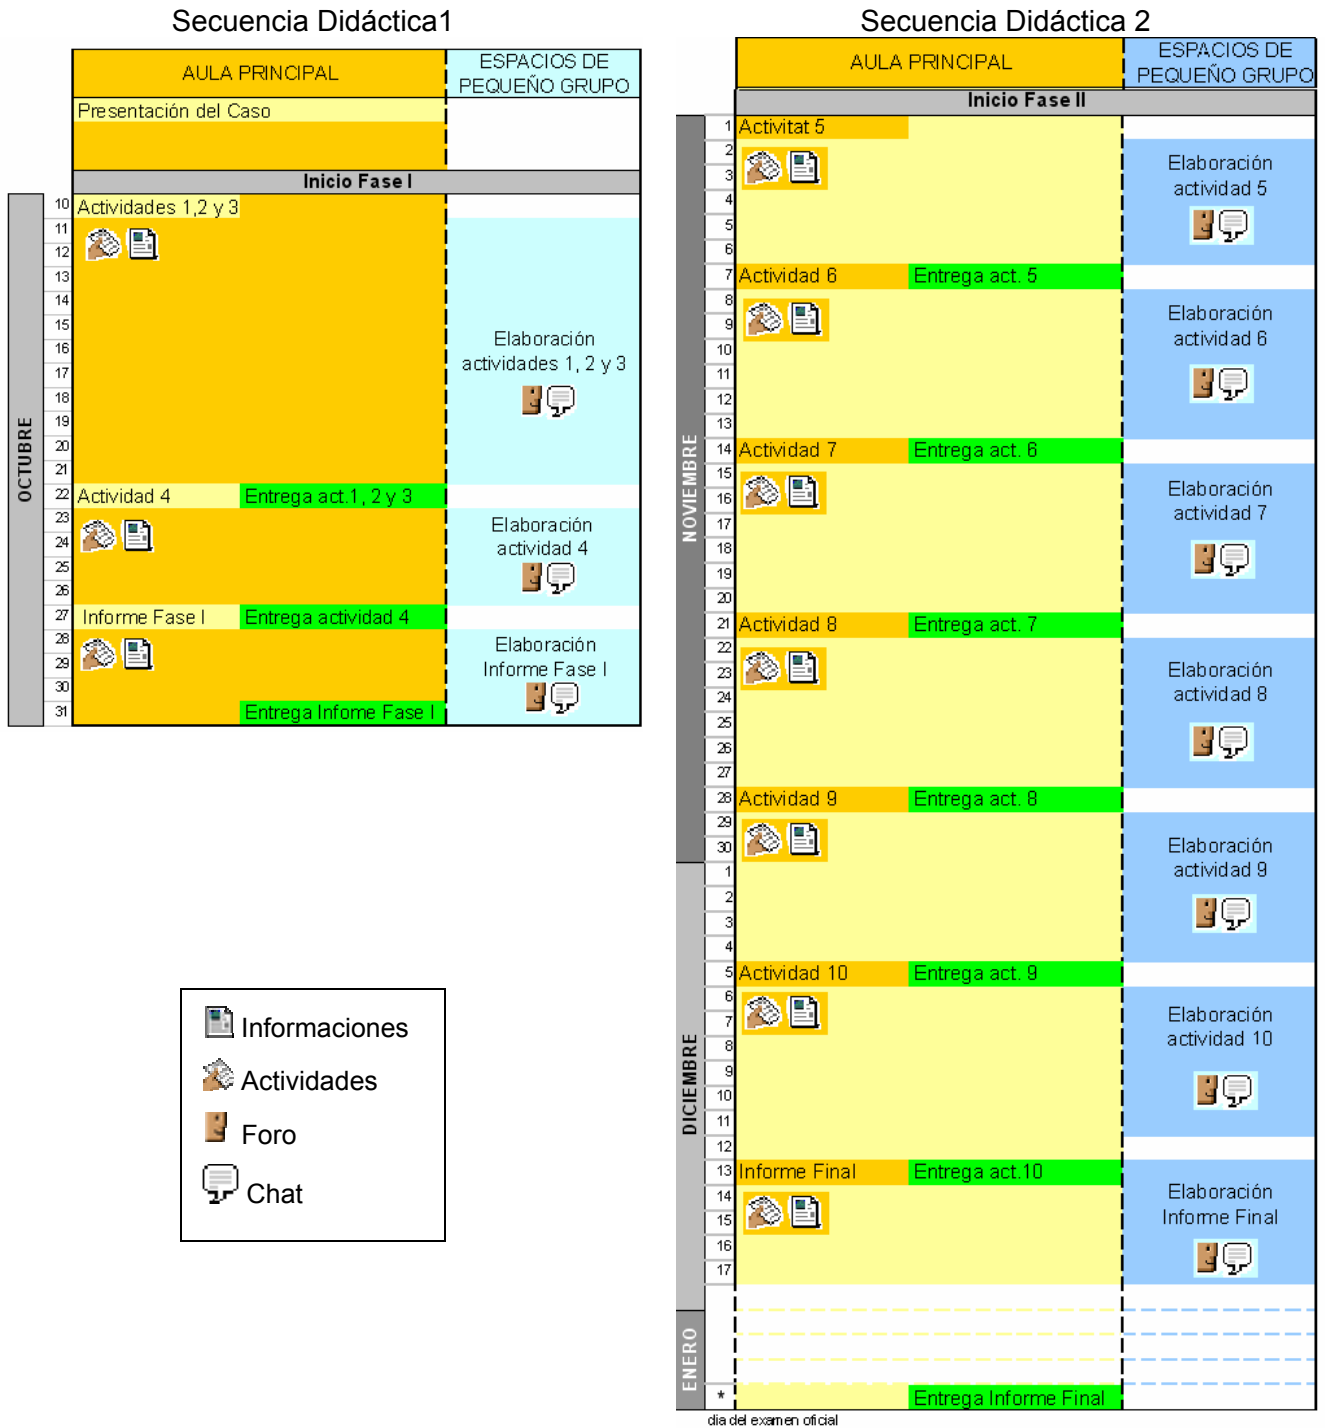 Secuencia Didáctica1
AULA PRINCIPAL
ESPACIOS DE
PEQUEÑO GRUPO
Presentación del Caso
Inicio Fase I
OCTUBRE
10 Actividades 1,2 y 3
11
12
13
14
15
16
17
18
19
20
21
Elaboración
actividades 1, 2 y 3
22 Actividad 4 Entrega act.1, 2 y 3
23
24
25
26
Elaboración
actividad 4
27 Informe Fase I Entrega actividad 4
28
29
30
Elaboración
Informe Fase I
31 Entrega Infome Fase I
Informaciones
Actividades
Foro
Chat
Secuencia Didáctica 2
AULA PRINCIPAL
ESPACIOS DE
PEQUEÑO GRUPO
Inicio Fase II
NOVIEMBRE
1 Activitat 5
2
3
4
5
6
Elaboración
actividad 5
7 Actividad 6 Entrega act. 5
8
9
10
11
12
13
Elaboración
actividad 6
14 Actividad 7 Entrega act. 6
15
16
17
18
19
20
Elaboración
actividad 7
21 Actividad 8 Entrega act. 7
22
23
24
25
26
27
Elaboración
actividad 8
28 Actividad 9 Entrega act. 8
29
30
DICIEMBRE
1
2
3
4
Elaboración
actividad 9
5 Actividad 10 Entrega act. 9
6
7
8
9
10
11
12
Elaboración
actividad 10
13 Informe Final Entrega act.10
14
15
16
17
Elaboración
Informe Final
ENERO
* Entrega Informe Final
dia del examen oficial